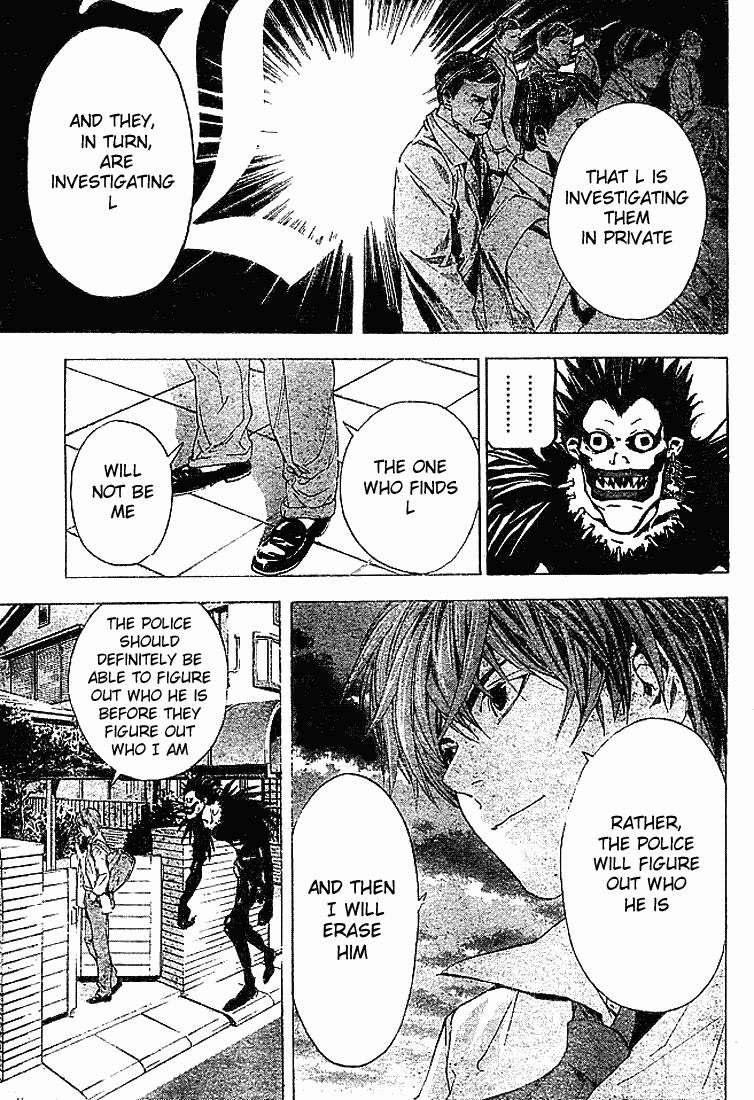 THAT L IS
INVESTIGATING
THEM
IN PRIVATE
AND THEY,
IN TURN,
ARE
INVESTIGATING
L
THE ONE
WHO FINDS
L
WILL
NOT BE
ME
RATHER,
THE POLICE
WILL FIGURE
OUT WHO
HE IS
AND THEN
I WILL
ERASE
HIM
THE POLICE
SHOULD
DEFINITELY BE
ABLE TO FIGURE
OUT WHO HE IS
BEFORE THEY
FIGURE OUT
WHO I AM